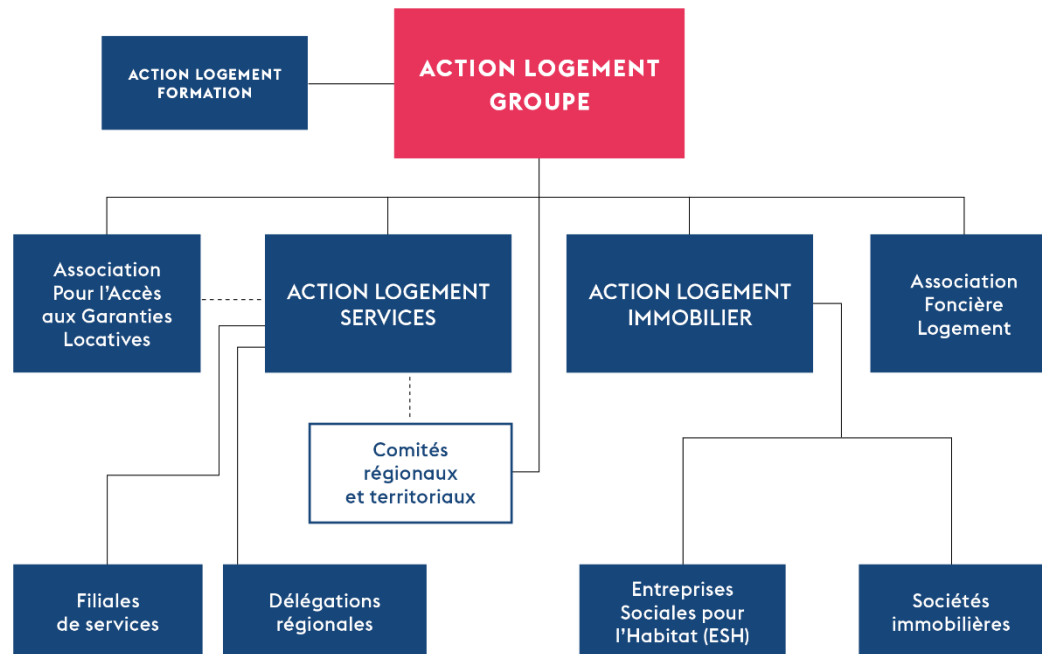 ACTION LOGEMENT
FORMATION
ACTION LOGEMENT
GROUPE
Association
Pour l'Accès
aux Garanties
Locatives
ACTION LOGEMENT
SERVICES
ACTION LOGEMENT
IMMOBILIER
Association
Foncière
Logement
Comités
régionaux
et territoriaux
Filiales
de services
Délégations
régionales
Entreprises
Sociales pour
l'Habitat (ESH)
Sociétés
immobilières